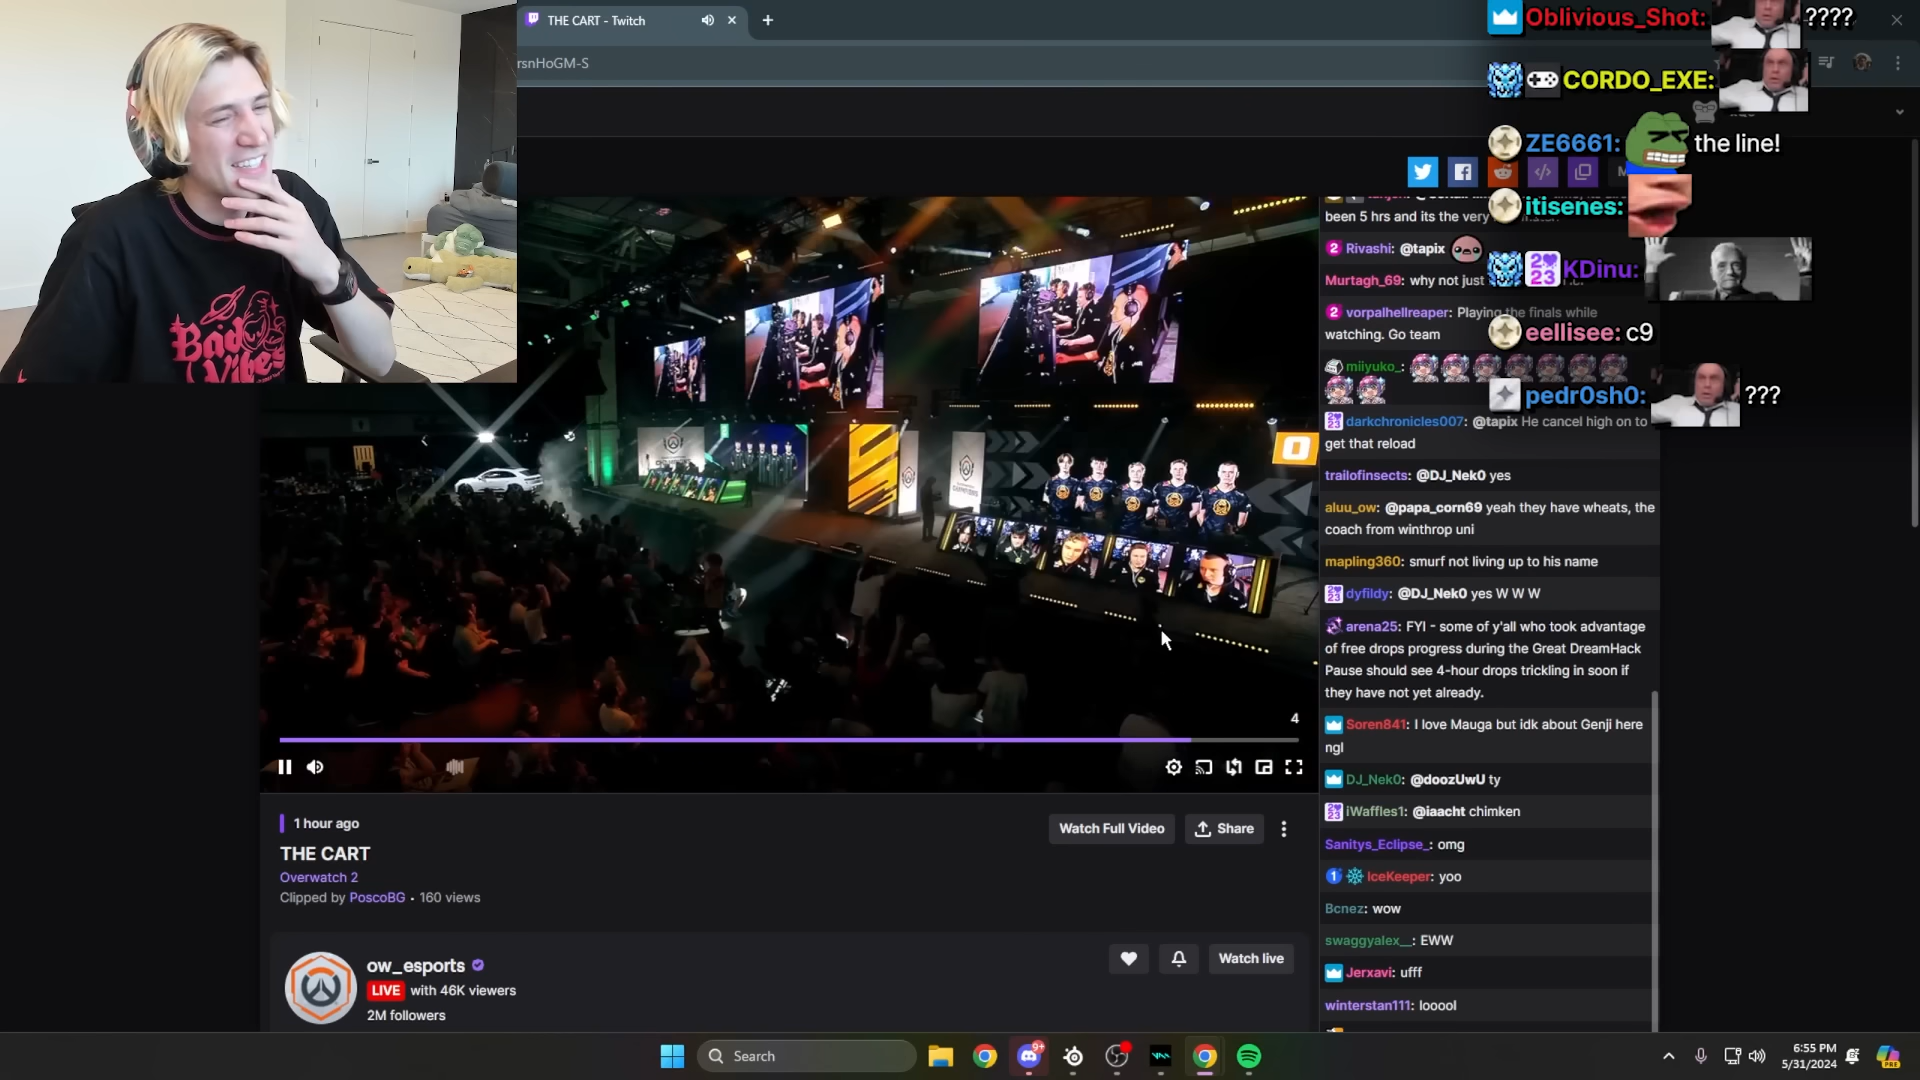 THE CART - Twitch
rsnHoGM-S
Oblivious_Shot: ????
CORDO_EXE:
ZE6661: the line!
itisenes:
KDinu:
eellisee: c9
pedr0sh0: ???
been 5 hrs and its the very
Rivashi: @tapix
Murtagh_69: why not just
vorpalhellreaper: Playing the finals while
watching. Go team
miiyuko_:
darkchronicles007: @tapix He cancel high on to
get that reload
trailofinsects: @DJ_Nek0 yes
aluu_ow: @papa_corn69 yeah they have wheats, the
coach from winthrop uni
mapling360: smurf not living up to his name
dyfildy: @DJ_Nek0 yes W W W
arena25: FYI - some of y'all who took advantage
of free drops progress during the Great DreamHack
Pause should see 4-hour drops trickling in soon if
they have not yet already.
Soren841: I love Mauga but idk about Genji here
ngl
DJ_Nek0: @doozUwU ty
iWaffles1: @iaacht chimken
Sanitys_Eclipse_: omg
IceKeeper: yoo
Bcnez: wow
swaggyalex__: EWW
Jerxavi: ufff
winterstan111: looool
Bad
Vibes
0
4
1 hour ago
Watch Full Video
Share
THE CART
Overwatch 2
Clipped by PoscoBG • 160 views
ow_esports
LIVE with 46K viewers
2M followers
Watch live
Search
9+
6:55 PM
5/31/2024